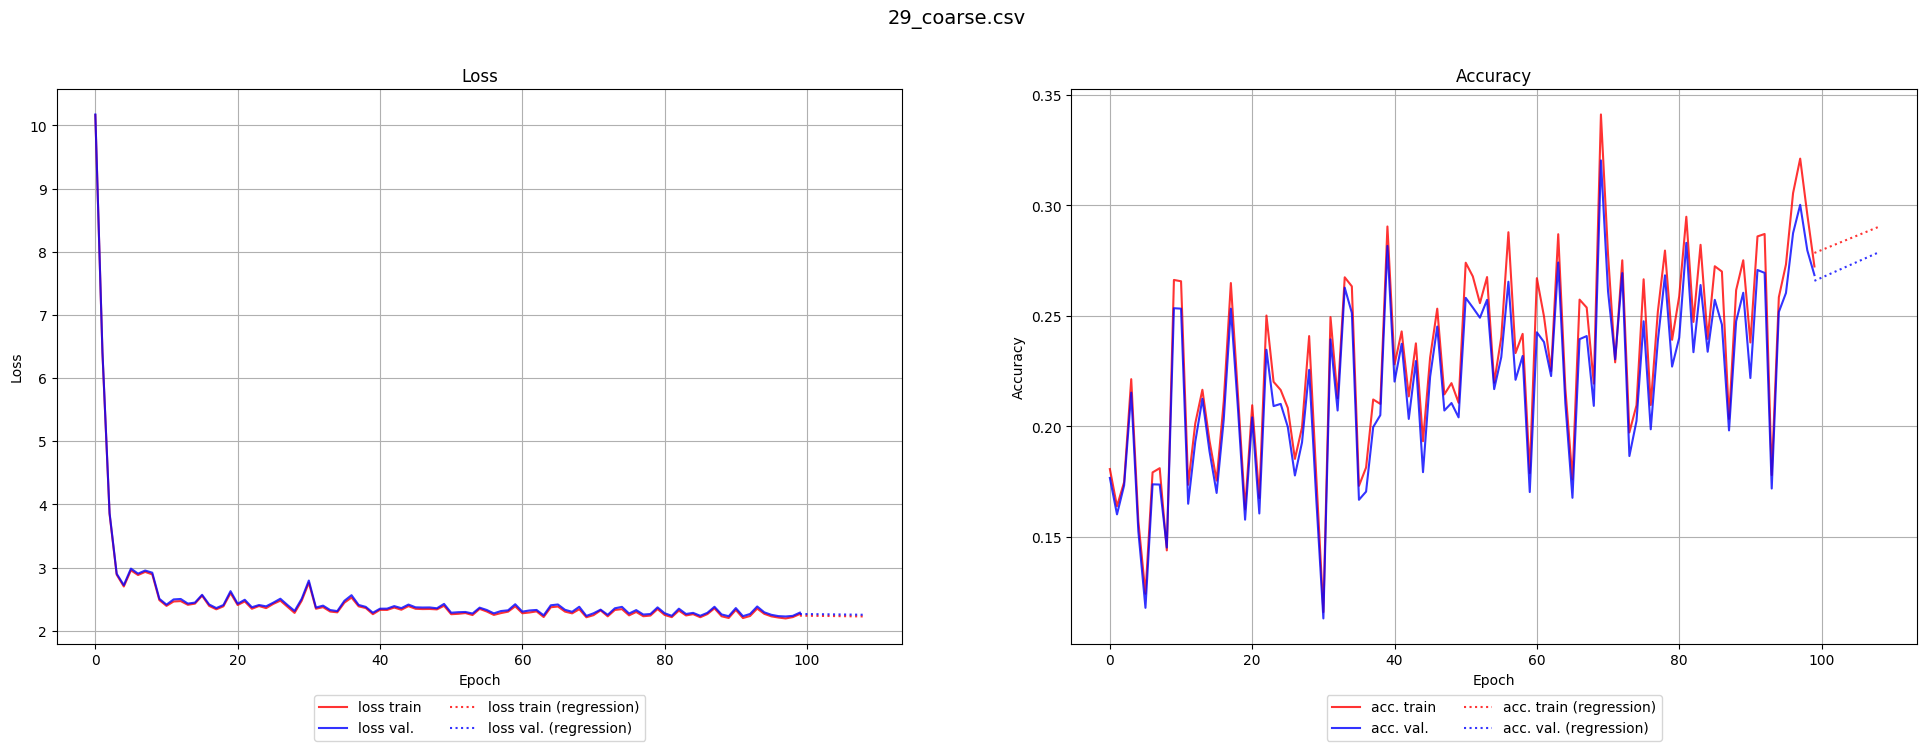 29_coarse.csv
Loss
10
9
8
7
6
5
4
3
2
Loss
0 20 40 60 80 100
Epoch
loss train
loss val.
loss train (regression)
loss val. (regression)
Accuracy
0.35
0.30
0.25
0.20
0.15
Accuracy
0 20 40 60 80 100
Epoch
acc. train
acc. val.
acc. train (regression)
acc. val. (regression)